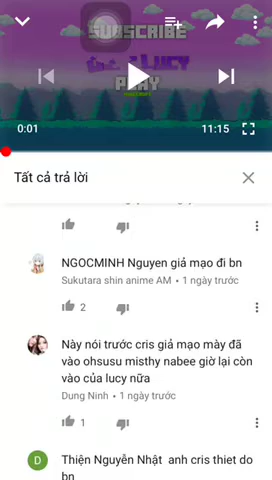 SUBSCRIBE
LUCY
PLAY
0:01
11:15
Tất cả trả lời
NGOCMINH Nguyen giả mạo đi bn
Sukutara shin anime AM • 1 ngày trước
2
Này nói trước cris giả mạo mày đã
vào ohsusu misthy nabee giờ lại còn
vào của lucy nữa
Dung Ninh • 1 ngày trước
1
D
Thiện Nguyễn Nhật anh cris thiet do
bn